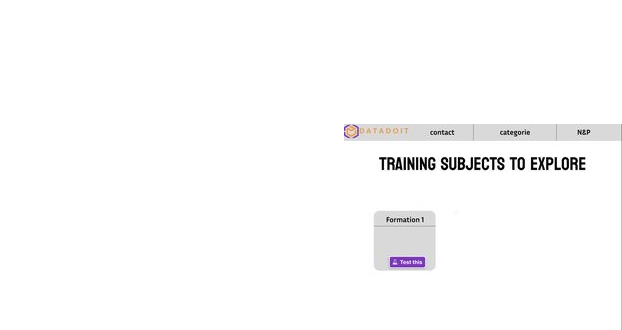 DATADOIT contact categorie N&P
TRAINING SUBJECTS TO EXPLORE
Formation 1
Test this